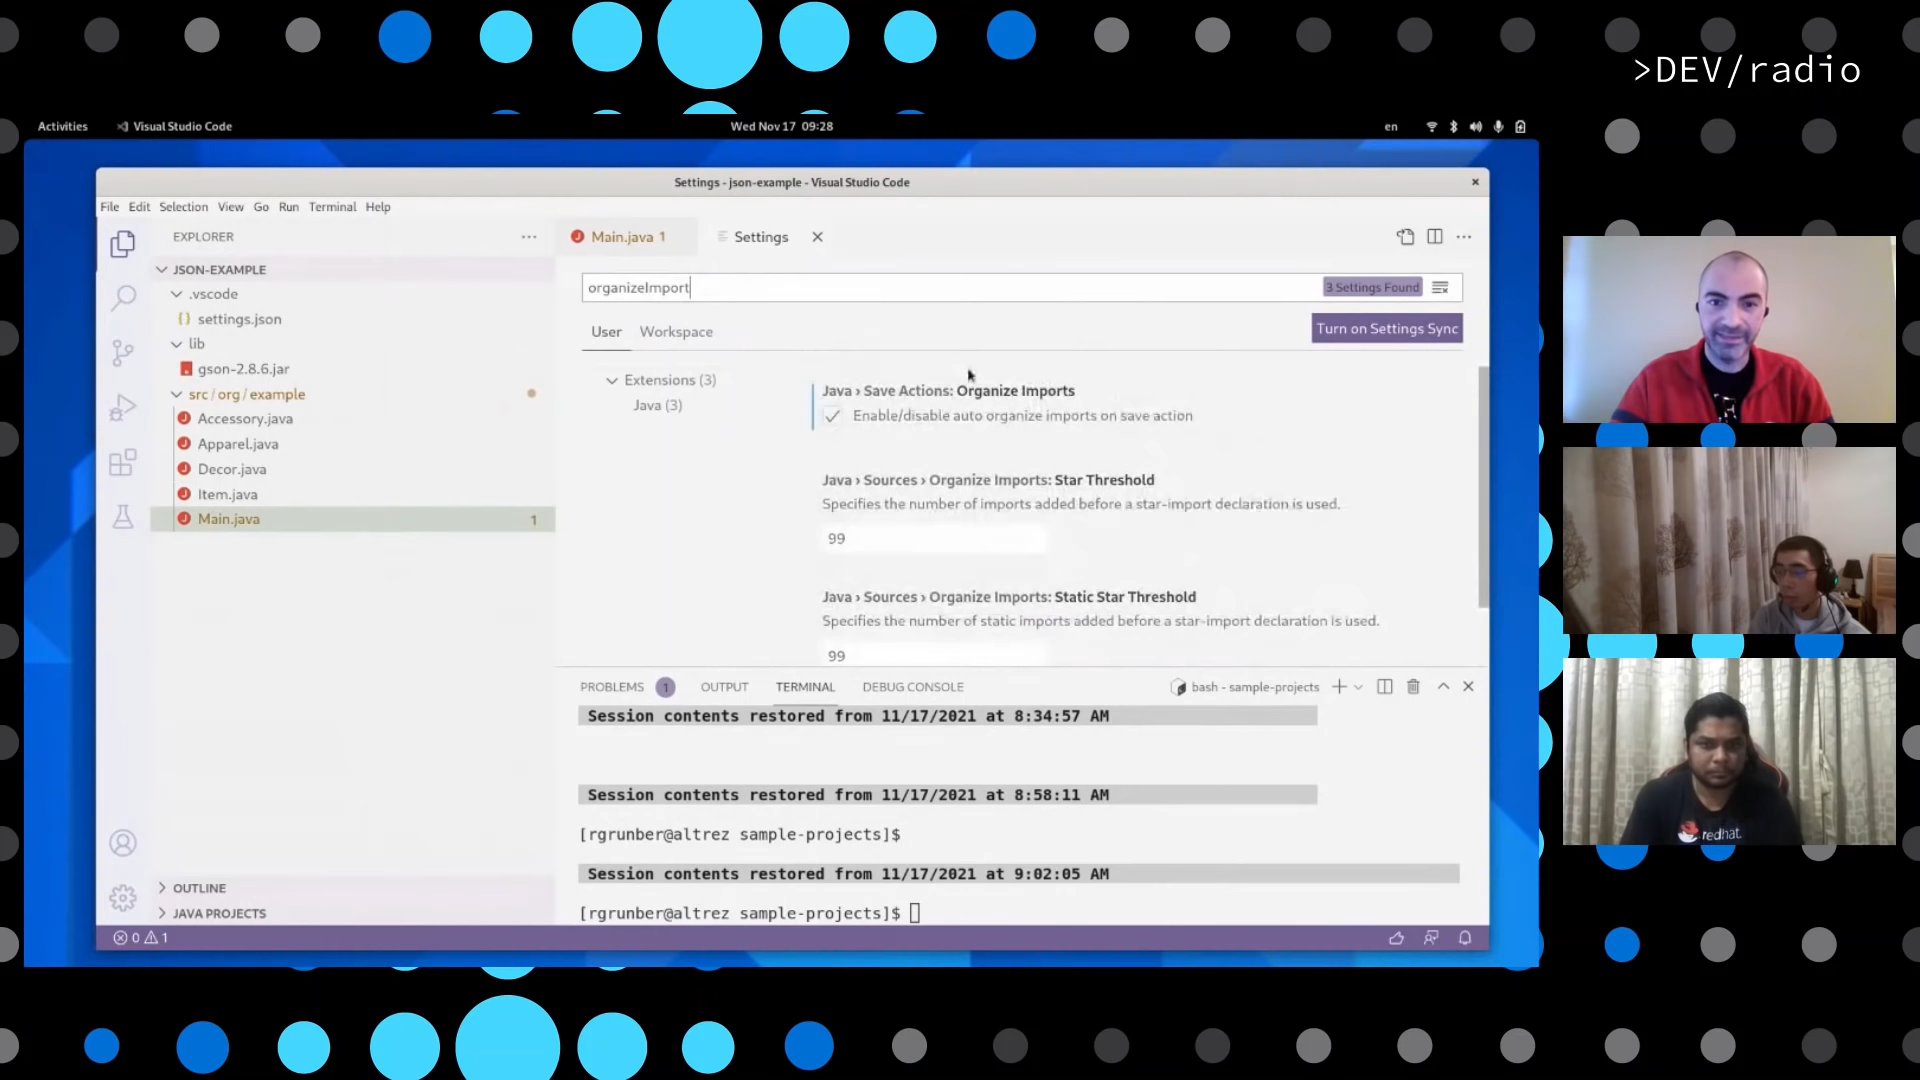 >DEV/radio
Activities
Visual Studio Code
Wed Nov 17 09:28
en
Settings - json-example - Visual Studio Code
File Edit Selection View Go Run Terminal Help
EXPLORER
JSON-EXAMPLE
.vscode
settings.json
lib
gson-2.8.6.jar
src / org / example
Accessory.java
Apparel.java
Decor.java
Item.java
Main.java 1
OUTLINE
JAVA PROJECTS
Main.java 1
Settings
organizeImport
3 Settings Found
User Workspace
Turn on Settings Sync
Extensions (3)
Java (3)
Java › Save Actions: Organize Imports
Enable/disable auto organize imports on save action
Java › Sources › Organize Imports: Star Threshold
Specifies the number of imports added before a star-import declaration is used.
99
Java › Sources › Organize Imports: Static Star Threshold
Specifies the number of static imports added before a star-import declaration is used.
99
PROBLEMS 1 OUTPUT TERMINAL DEBUG CONSOLE
bash - sample-projects
Session contents restored from 11/17/2021 at 8:34:57 AM
Session contents restored from 11/17/2021 at 8:58:11 AM
[rgrunber@altrez sample-projects]$
Session contents restored from 11/17/2021 at 9:02:05 AM
[rgrunber@altrez sample-projects]$
0 1
redhat.